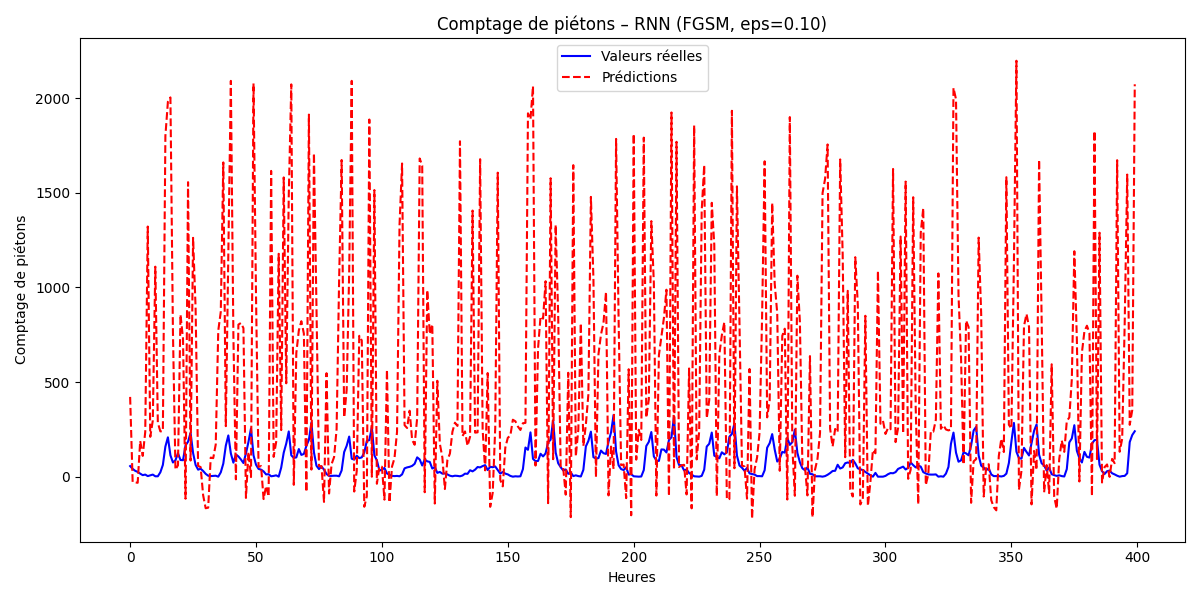 Comptage de piétons – RNN (FGSM, eps=0.10)
Valeurs réelles
Prédictions
Comptage de piétons
2000
1500
1000
500
0
0 50 100 150 200 250 300 350 400
Heures